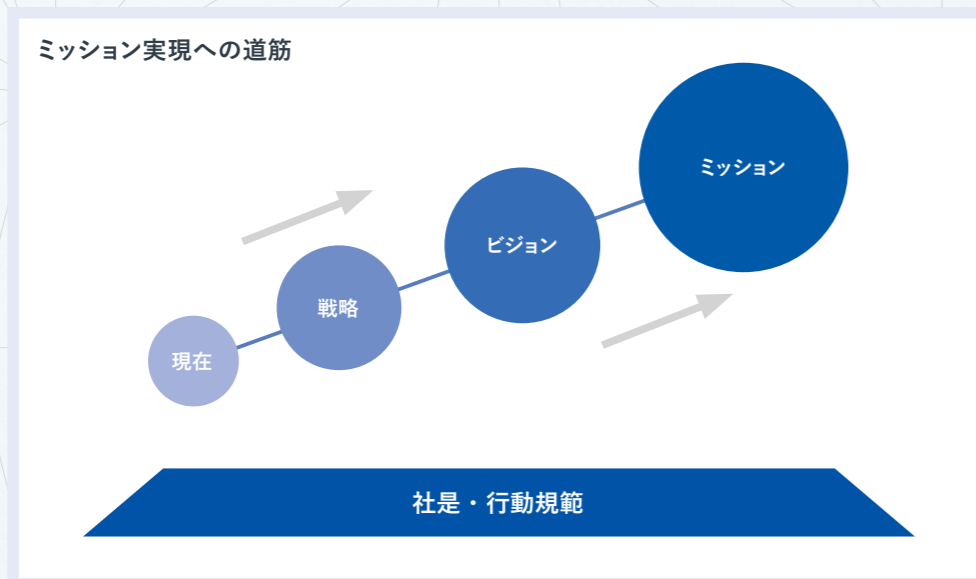 ミッション実現への道筋
ミッション
ビジョン
戦略
現在
社是・行動規範